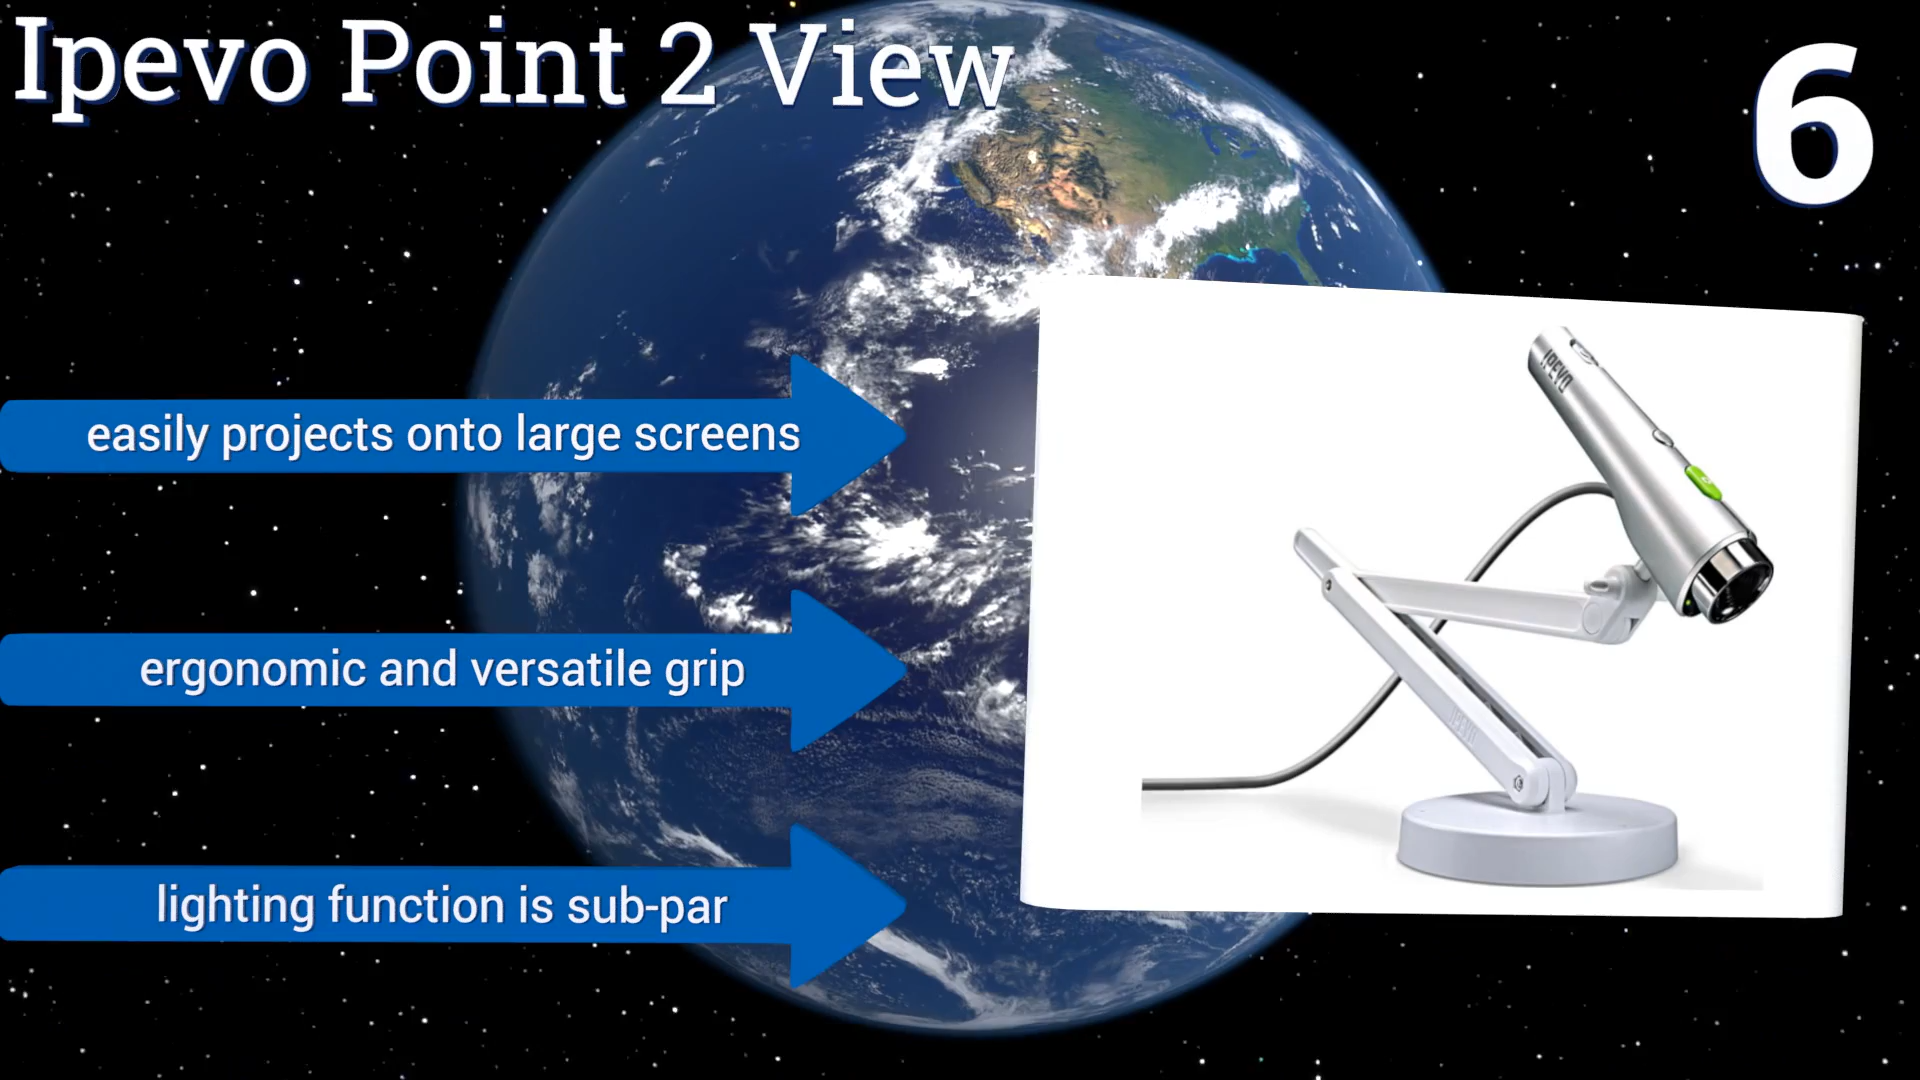 Ipevo Point 2 View
6
easily projects onto large screens
ergonomic and versatile grip
lighting function is sub-par
IPEVO
IPEVO